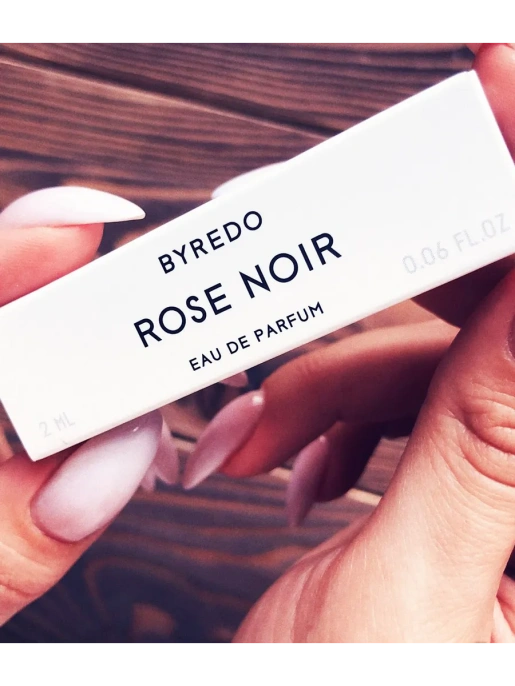 BYREDO
ROSE NOIR
EAU DE PARFUM
2 ML
0.06 FL.OZ